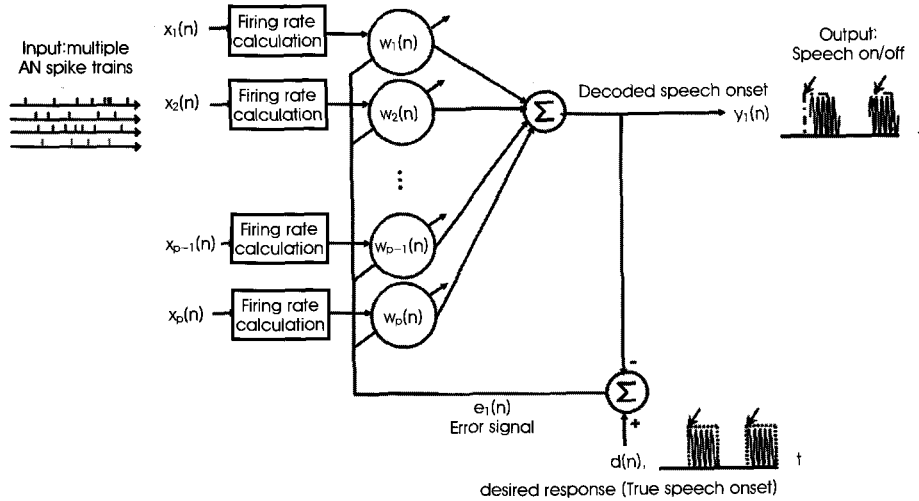 x₁(n)
Firing rate
calculation
w₁(n)
Input:multiple
AN spike trains
Output:
Speech on/off
x₂(n)
Firing rate
calculation
w₂(n)
Σ
Decoded speech onset
y₁(n)
...
xₚ₋₁(n)
Firing rate
calculation
wₚ₋₁(n)
xₚ(n)
Firing rate
calculation
wₚ(n)
-
Σ
+
e₁(n)
Error signal
d(n),
t
desired response (True speech onset)